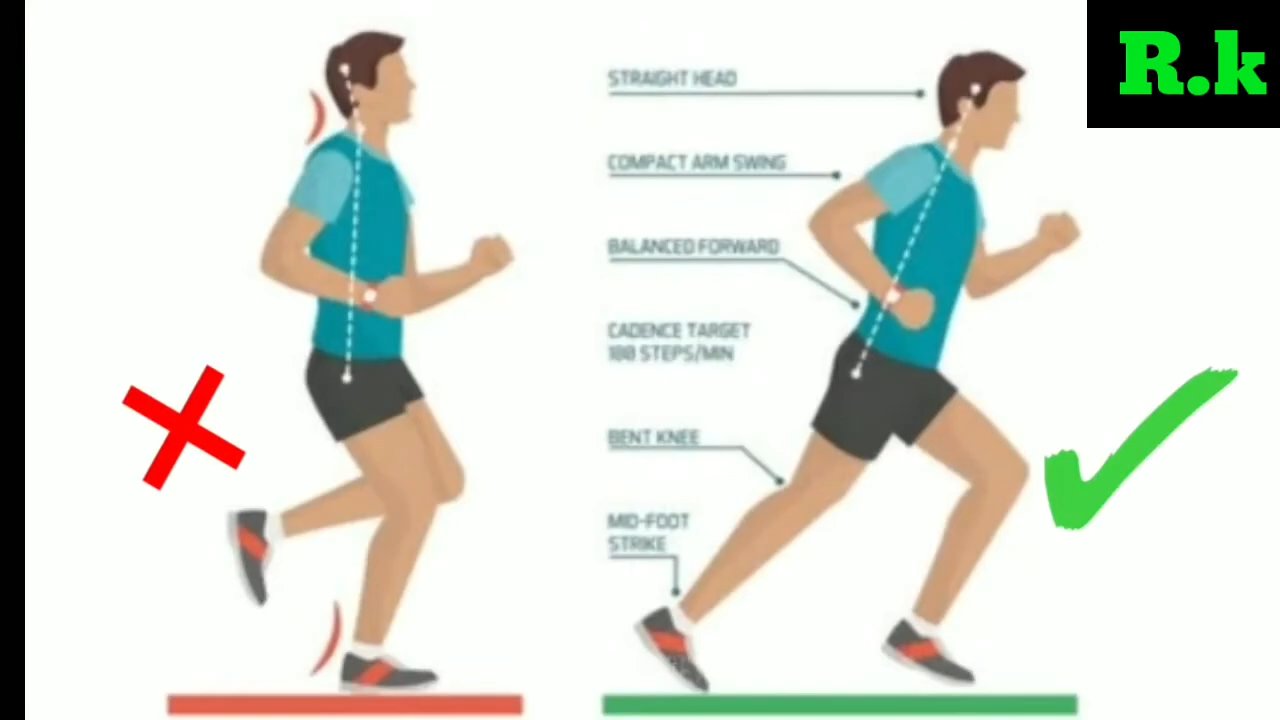 R.k
STRAIGHT HEAD
COMPACT ARM SWING
BALANCED FORWARD
CADENCE TARGET
180 STEPS/MIN
BENT KNEE
MID-FOOT
STRIKE